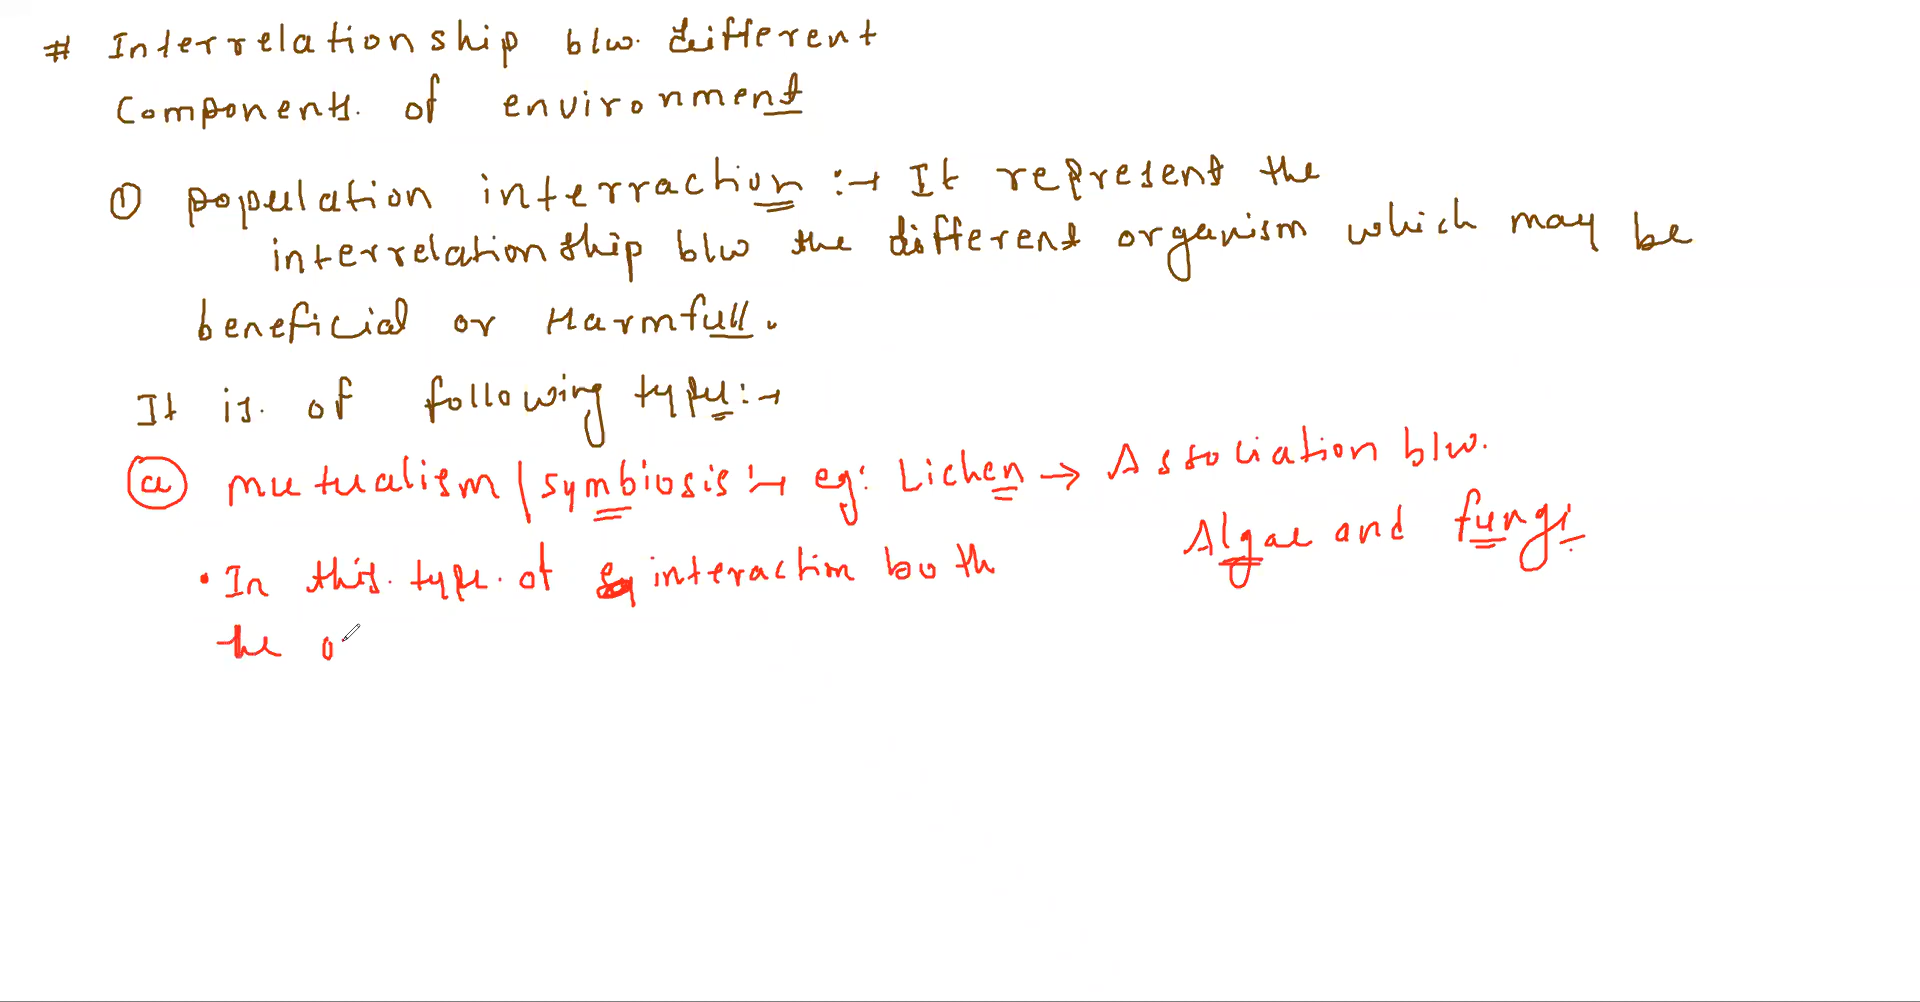 # Interrelationship b/w. different
Components. of environment
① population interraction :→ It represent the
interrelationship b/w the different organism which may be
beneficial or Harmfull.
It is. of following type :→
ⓐ mutualism / symbiosis :→ eg: Lichen → Association b/w.
Algae and fungi
• In this. type. of interaction both
the o